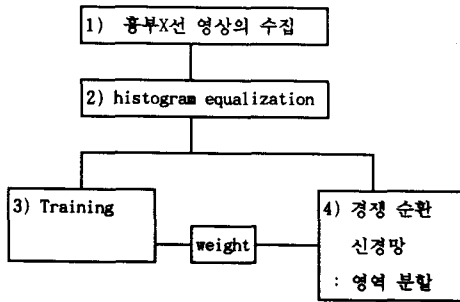 1) 흉부X선 영상의 수집
2) histogram equalization
3) Training
weight
4) 경쟁 순환
신경망
: 영역 분할